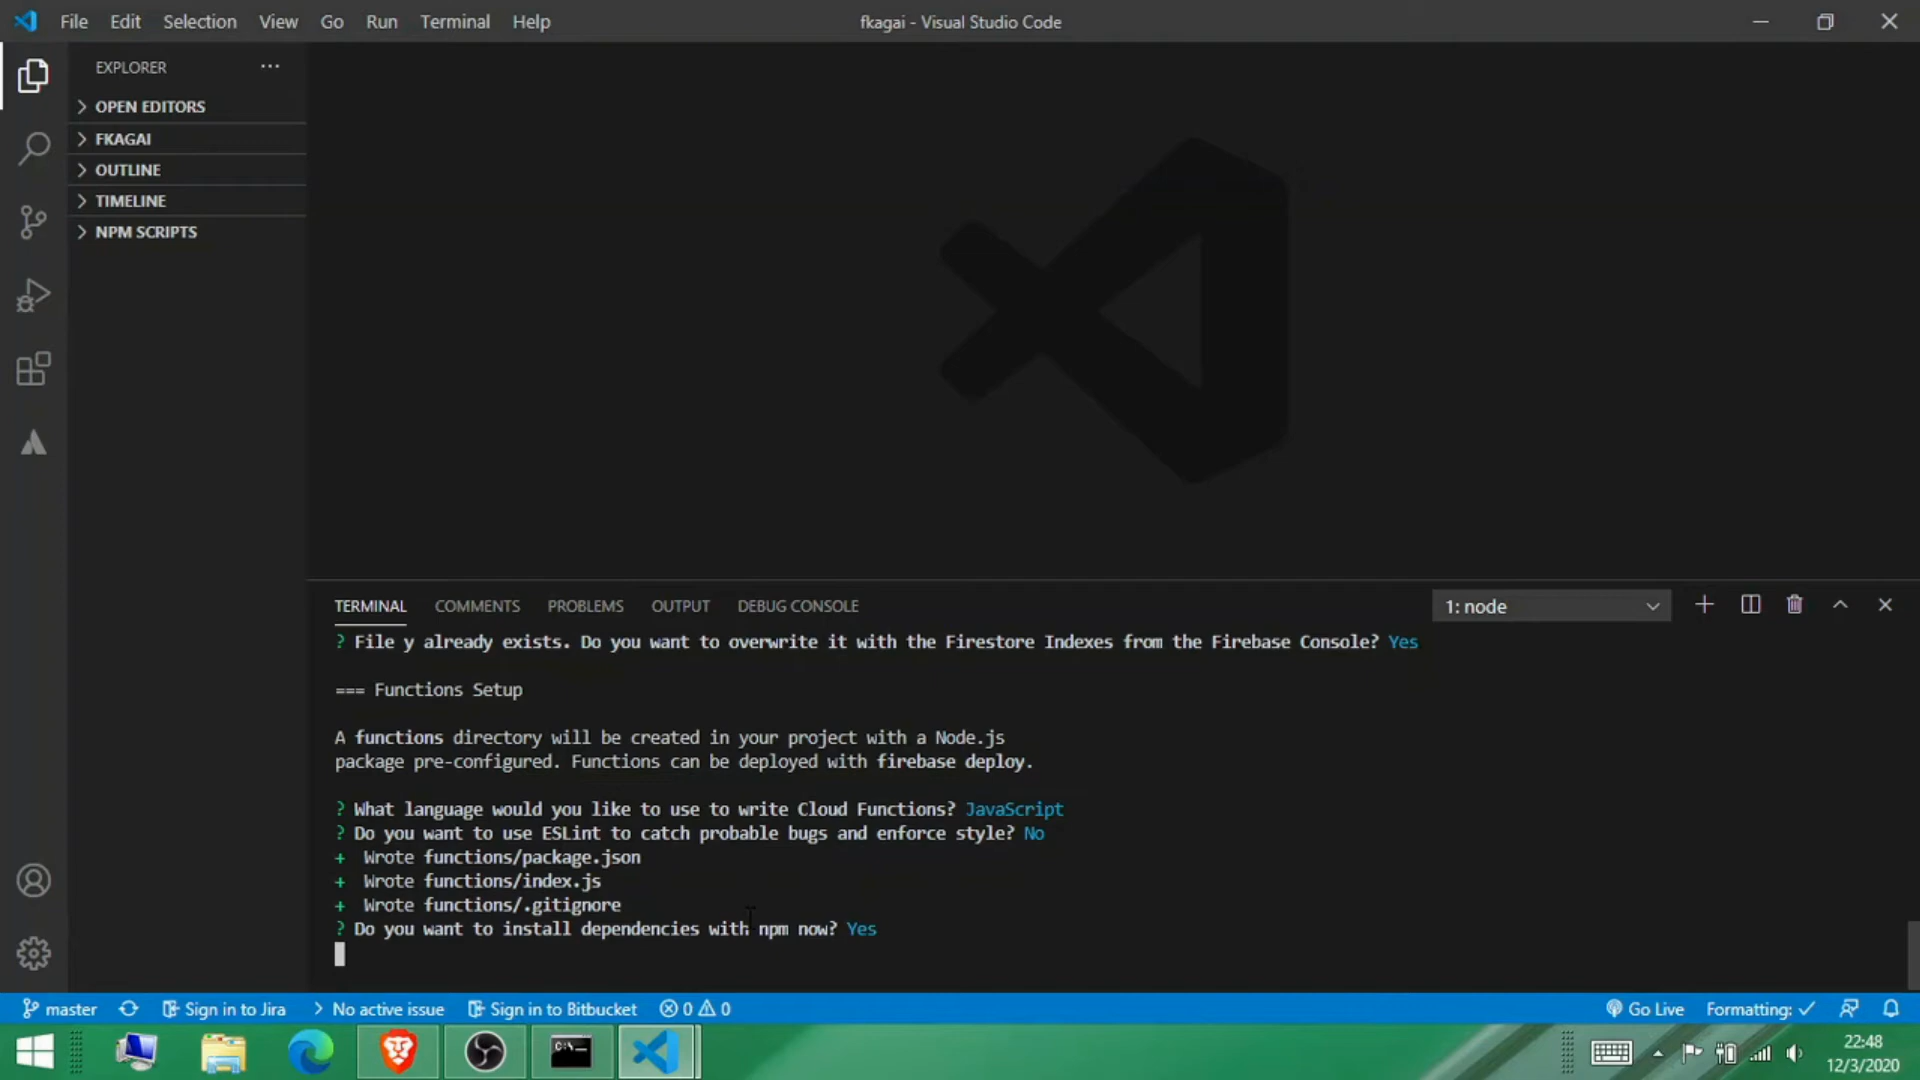 File Edit Selection View Go Run Terminal Help
fkagai - Visual Studio Code
EXPLORER
OPEN EDITORS
FKAGAI
OUTLINE
TIMELINE
NPM SCRIPTS
TERMINAL COMMENTS PROBLEMS OUTPUT DEBUG CONSOLE
1: node
? File y already exists. Do you want to overwrite it with the Firestore Indexes from the Firebase Console? Yes
=== Functions Setup
A functions directory will be created in your project with a Node.js
package pre-configured. Functions can be deployed with firebase deploy.
? What language would you like to use to write Cloud Functions? JavaScript
? Do you want to use ESLint to catch probable bugs and enforce style? No
+ Wrote functions/package.json
+ Wrote functions/index.js
+ Wrote functions/.gitignore
? Do you want to install dependencies with npm now? Yes
master Sign in to Jira No active issue Sign in to Bitbucket 0 0 Go Live Formatting: ✓
C:\_
22:48
12/3/2020